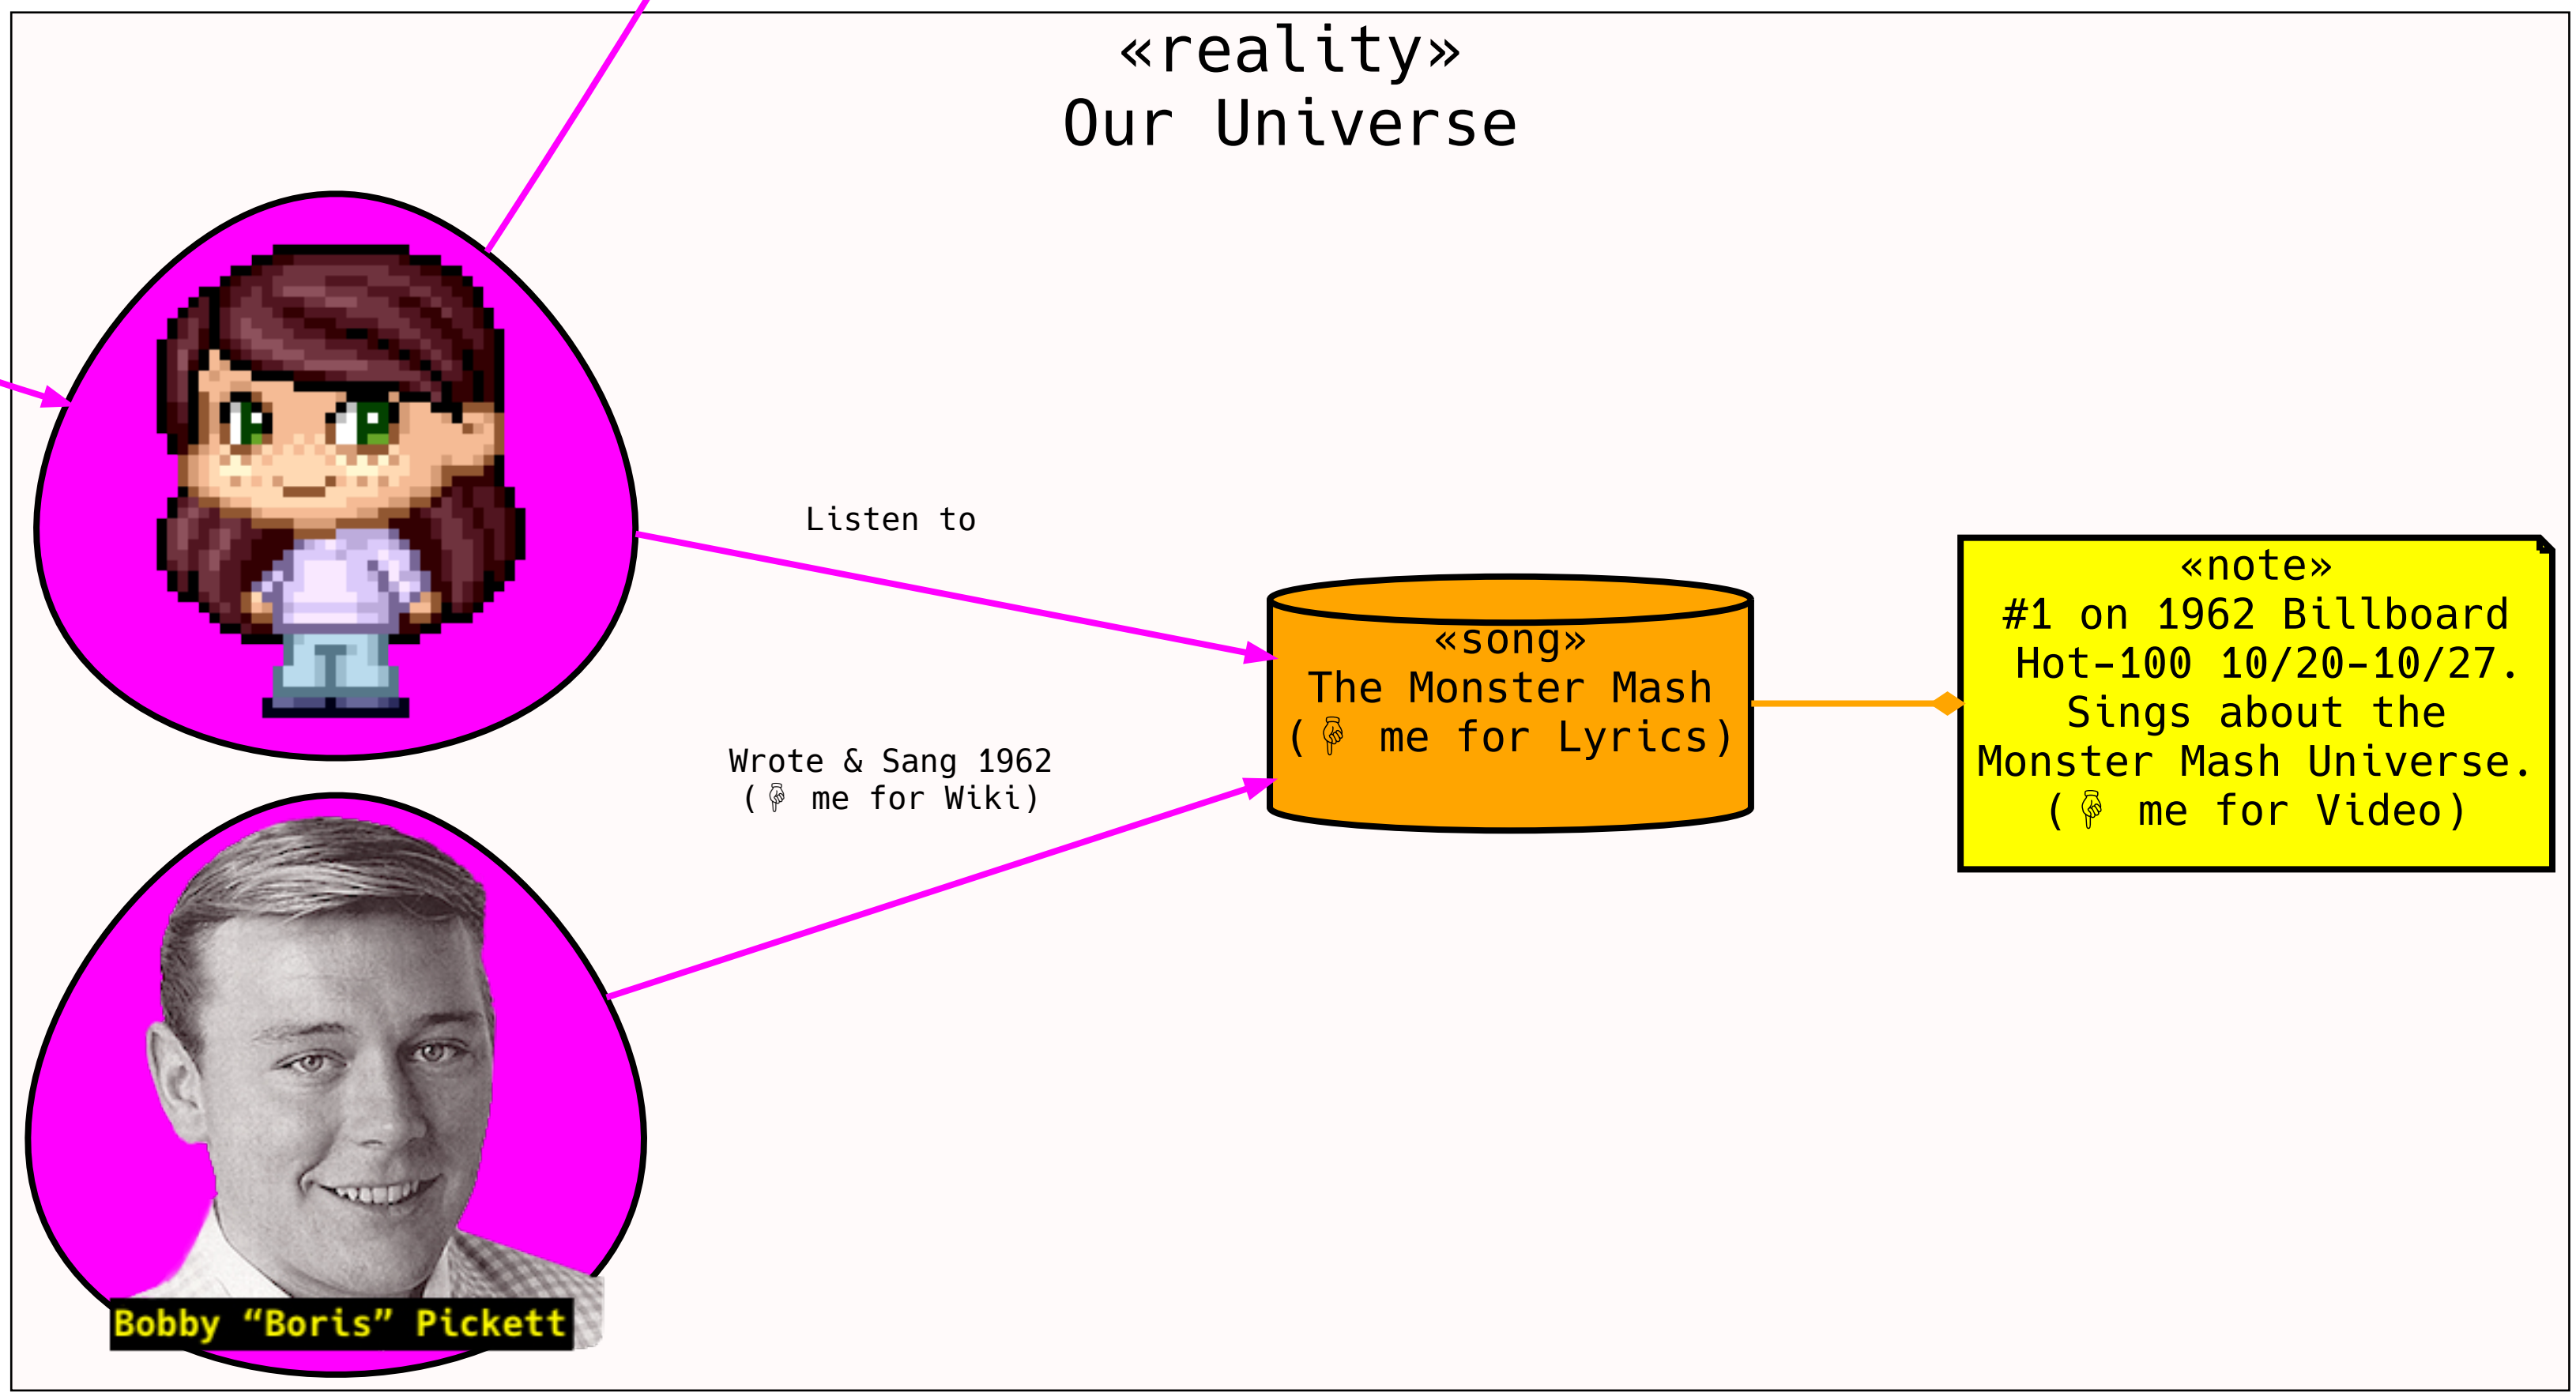 «reality»
Our Universe
Listen to
«song»
The Monster Mash
(👇 me for Lyrics)
Wrote & Sang 1962
(👇 me for Wiki)
«note»
#1 on 1962 Billboard
Hot-100 10/20-10/27.
Sings about the
Monster Mash Universe.
(👇 me for Video)
Bobby “Boris” Pickett